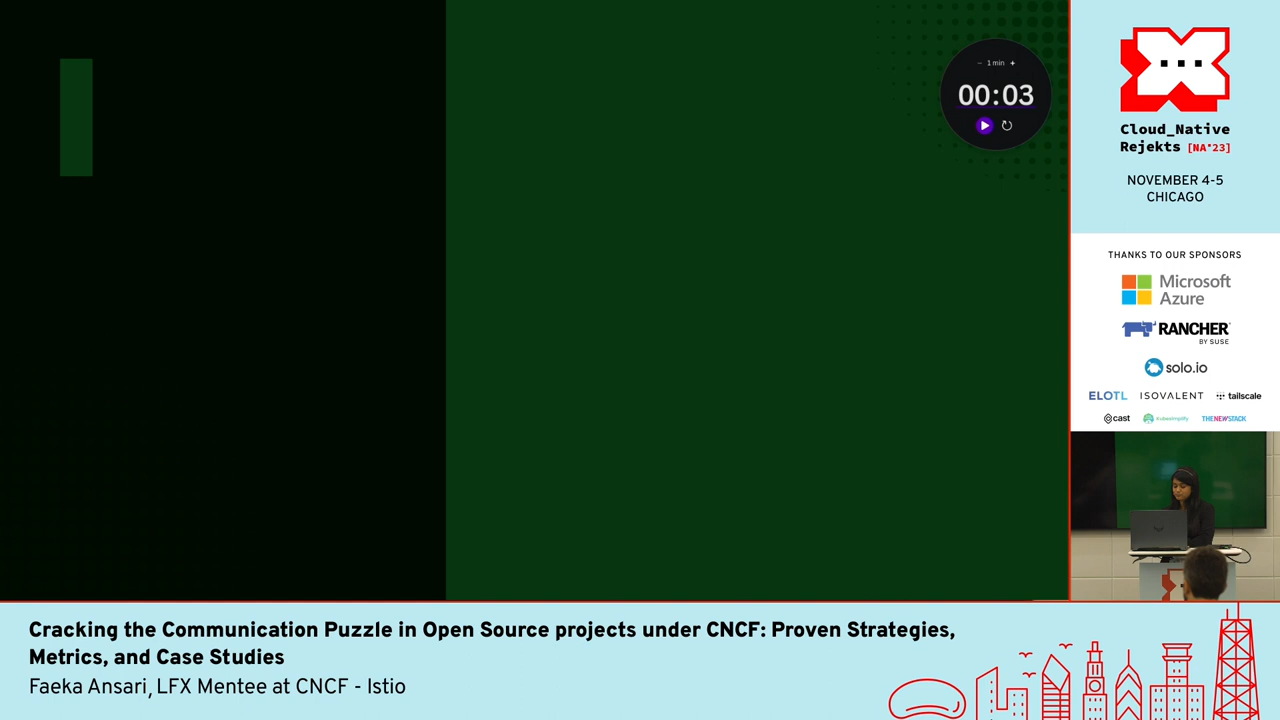 − 1 min +
00:03
Cloud_Native
Rejekts [NA'23]
NOVEMBER 4-5
CHICAGO
THANKS TO OUR SPONSORS
Microsoft
Azure
RANCHER
BY SUSE
solo.io
ELOTL ISOVALENT tailscale
cast kubesimplify THENEWSTACK
Cracking the Communication Puzzle in Open Source projects under CNCF: Proven Strategies,
Metrics, and Case Studies
Faeka Ansari, LFX Mentee at CNCF - Istio